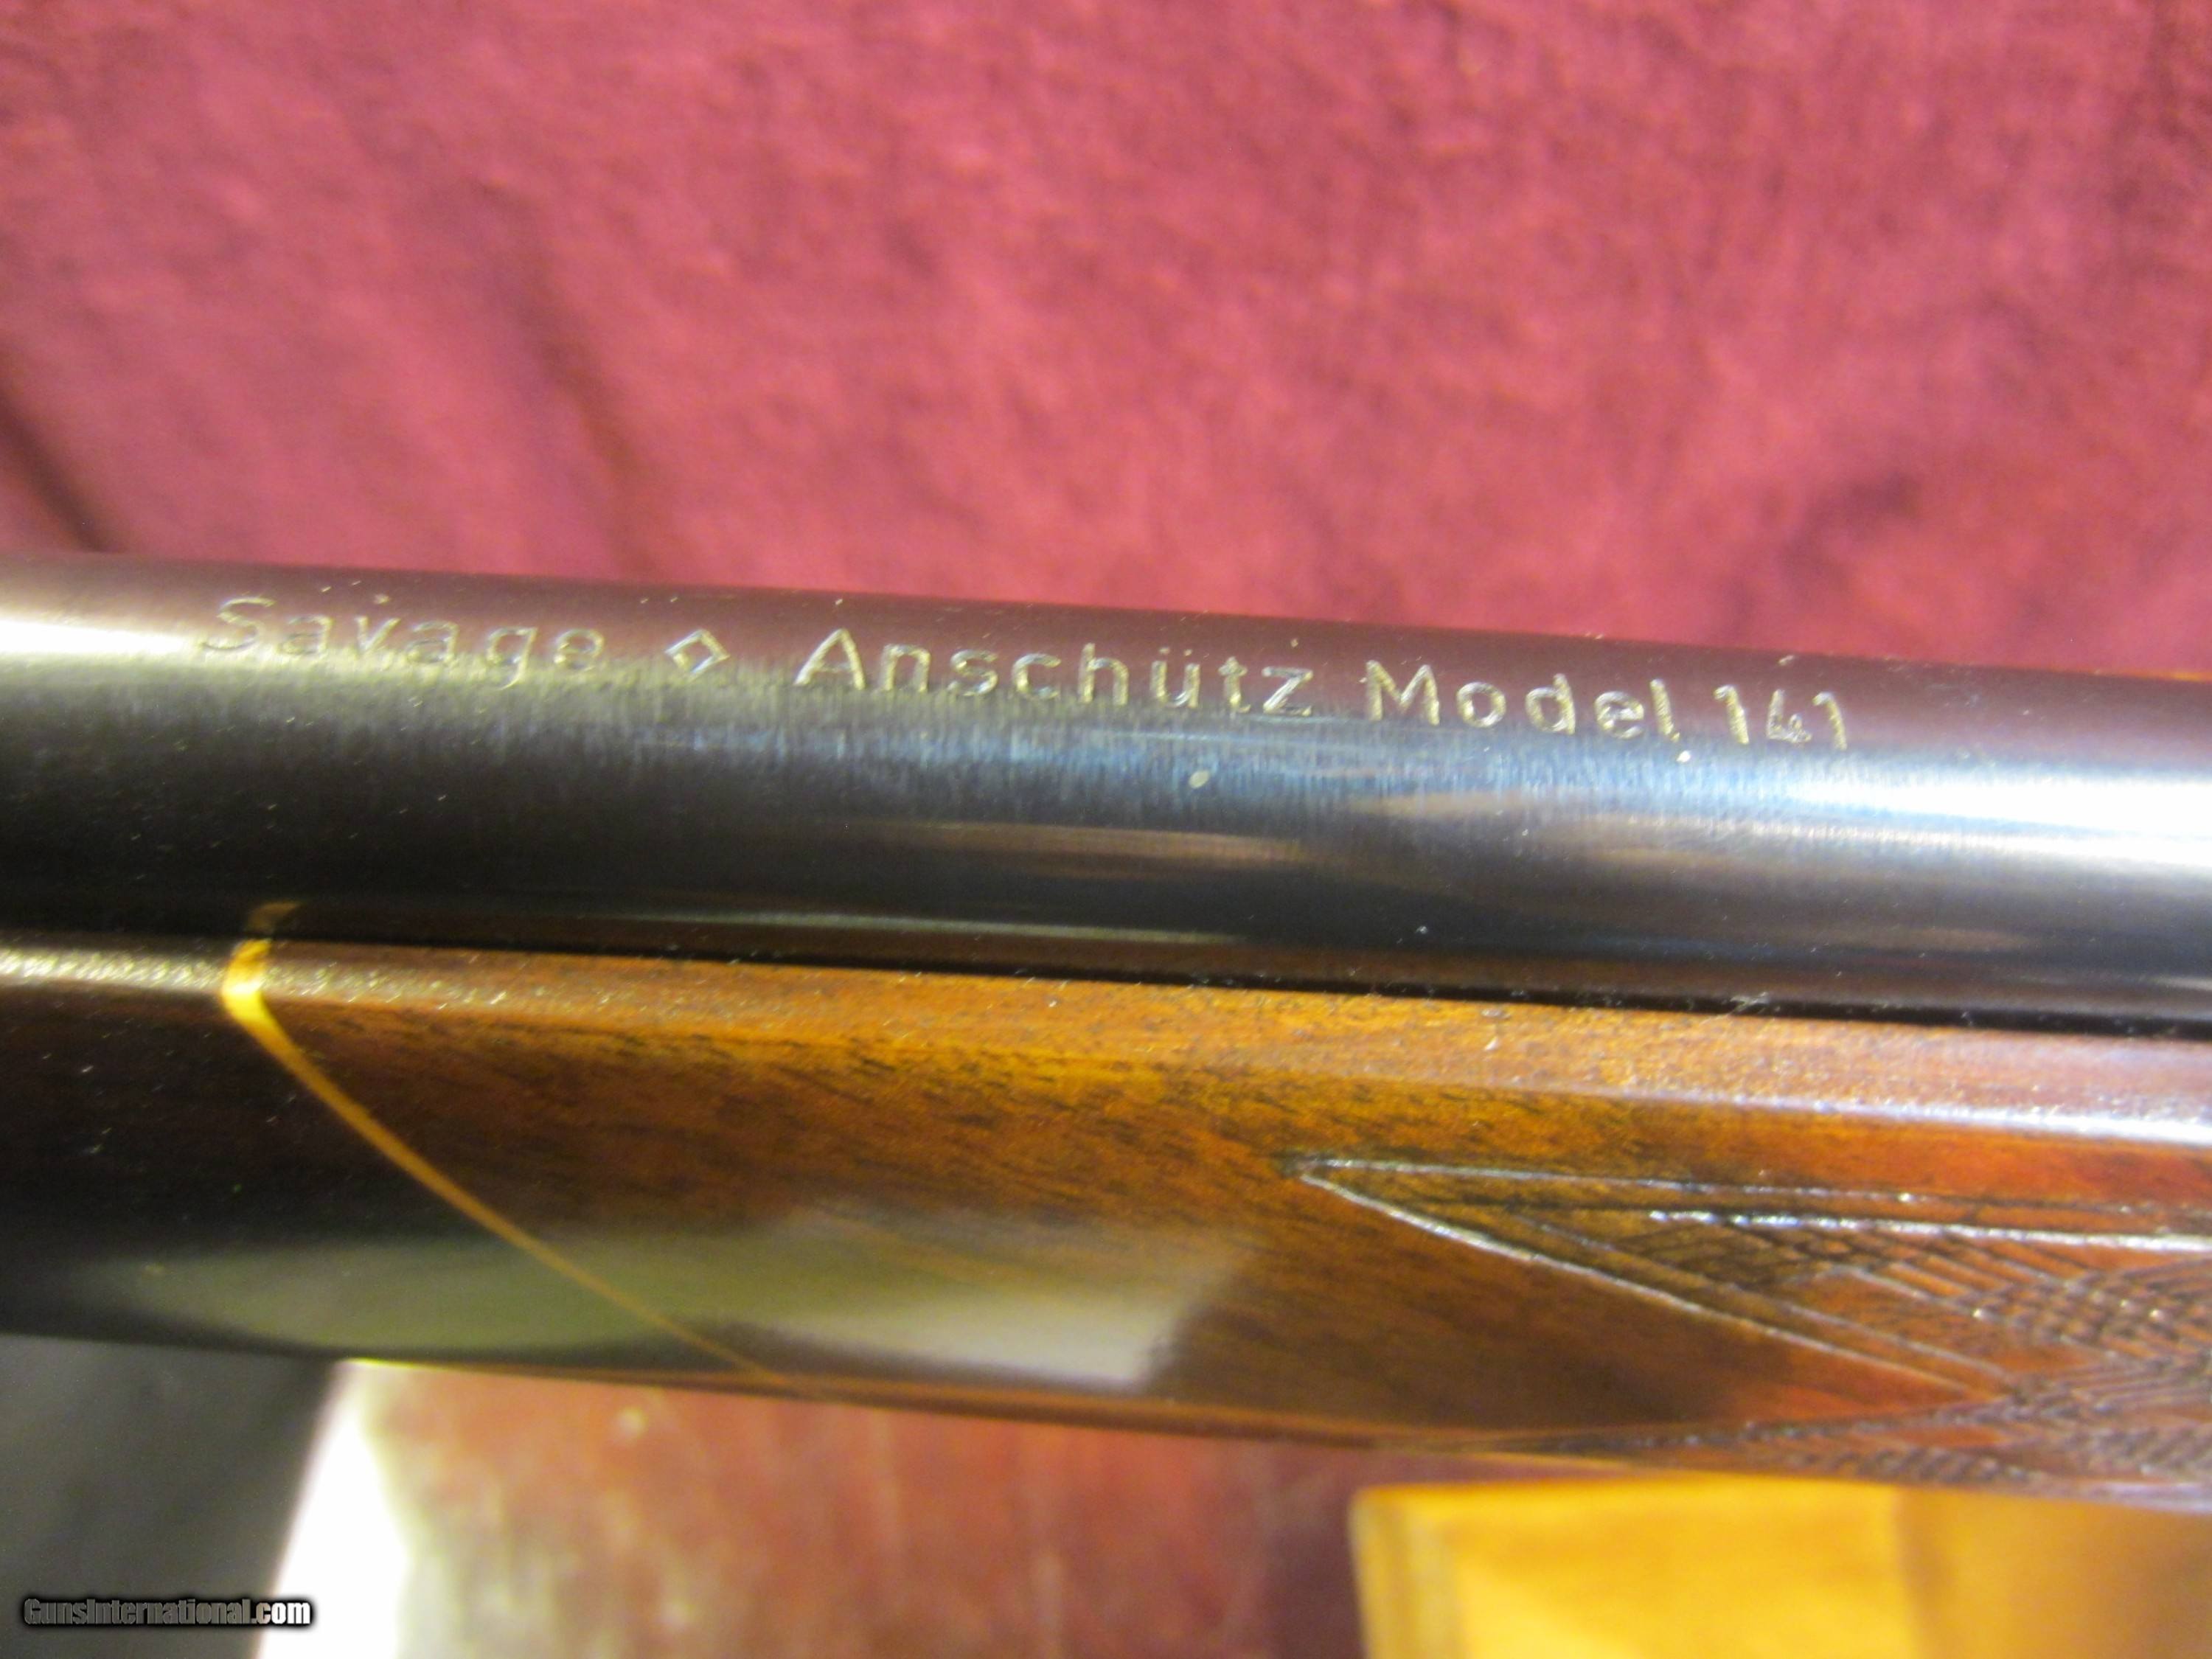 Savage ◇ Anschütz Model 141
GunsInternational.com